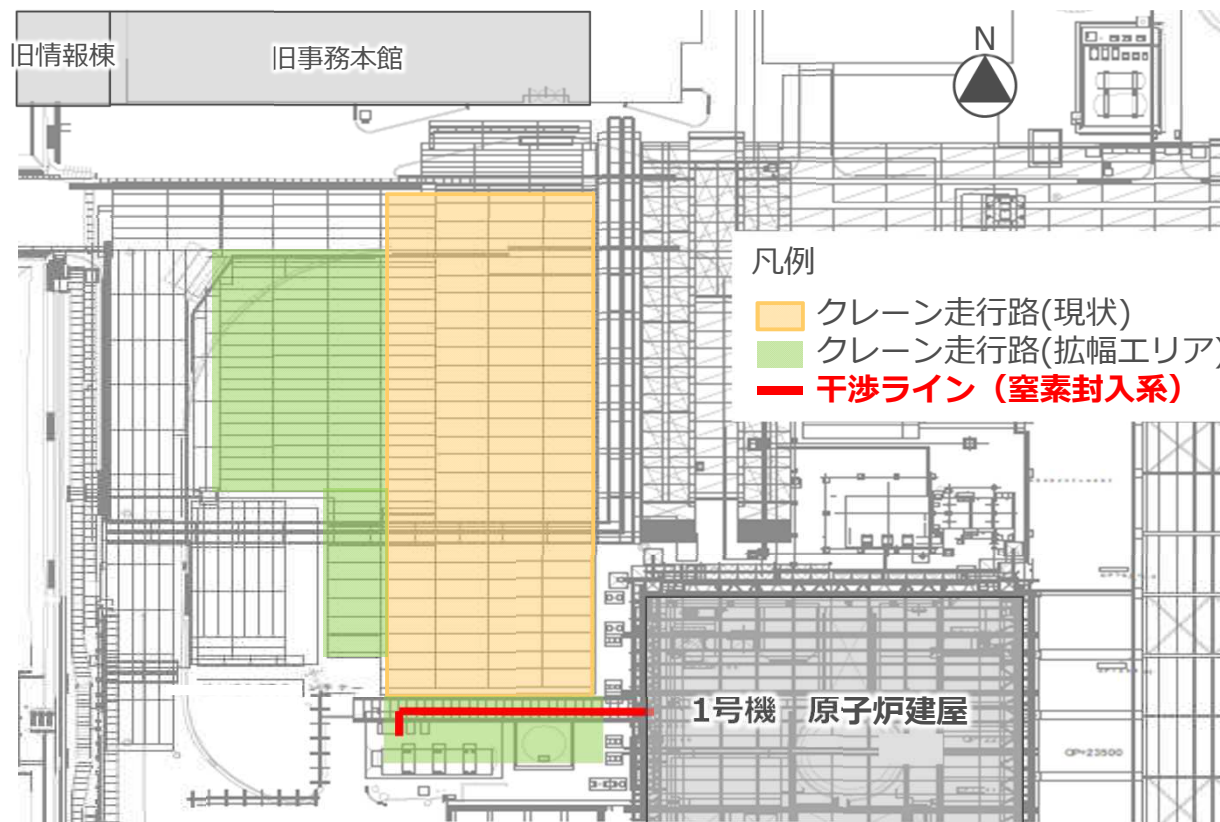 旧情報棟
旧事務本館
N
凡例
クレーン走行路(現状)
クレーン走行路(拡幅エリア)
干渉ライン（窒素封入系）
1号機　原子炉建屋
OP+23500